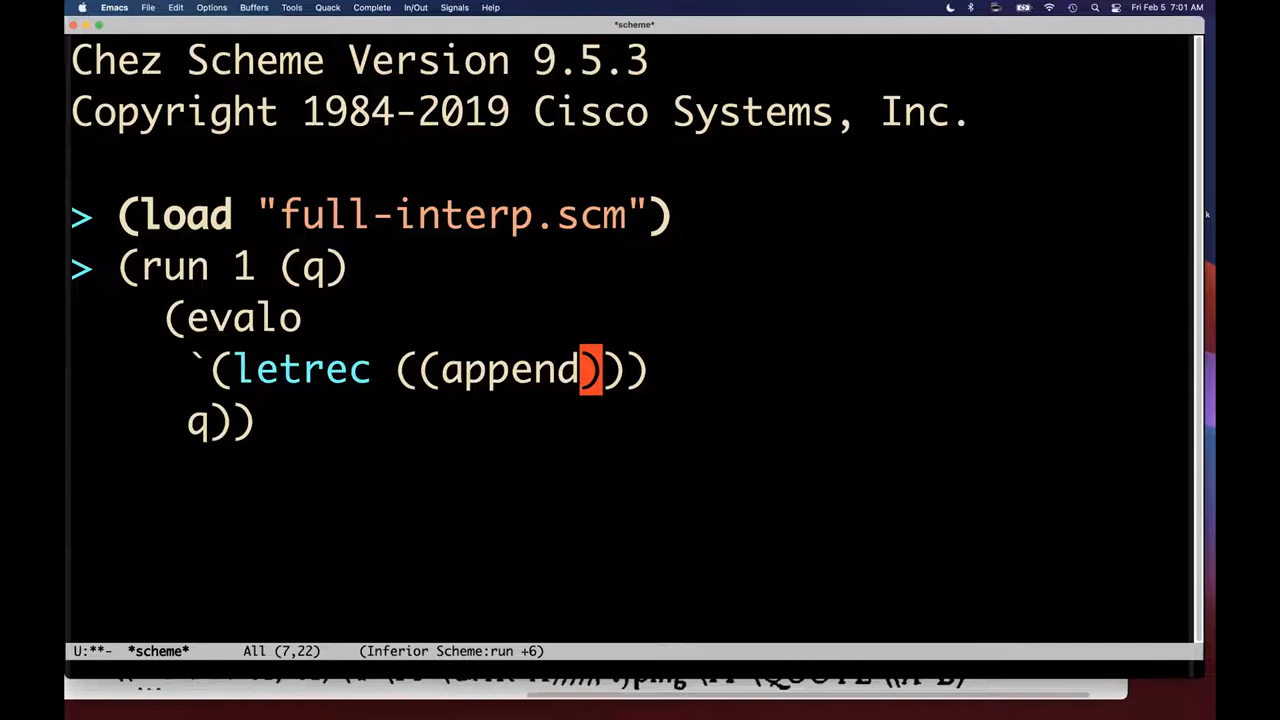 Emacs File Edit Options Buffers Tools Quack Complete In/Out Signals Help Fri Feb 5 7:01 AM
*scheme*
Chez Scheme Version 9.5.3
Copyright 1984-2019 Cisco Systems, Inc.
> (load "full-interp.scm")
> (run 1 (q)
(evalo
`(letrec ((append)))
q))
U:**- *scheme* All (7,22) (Inferior Scheme:run +6)